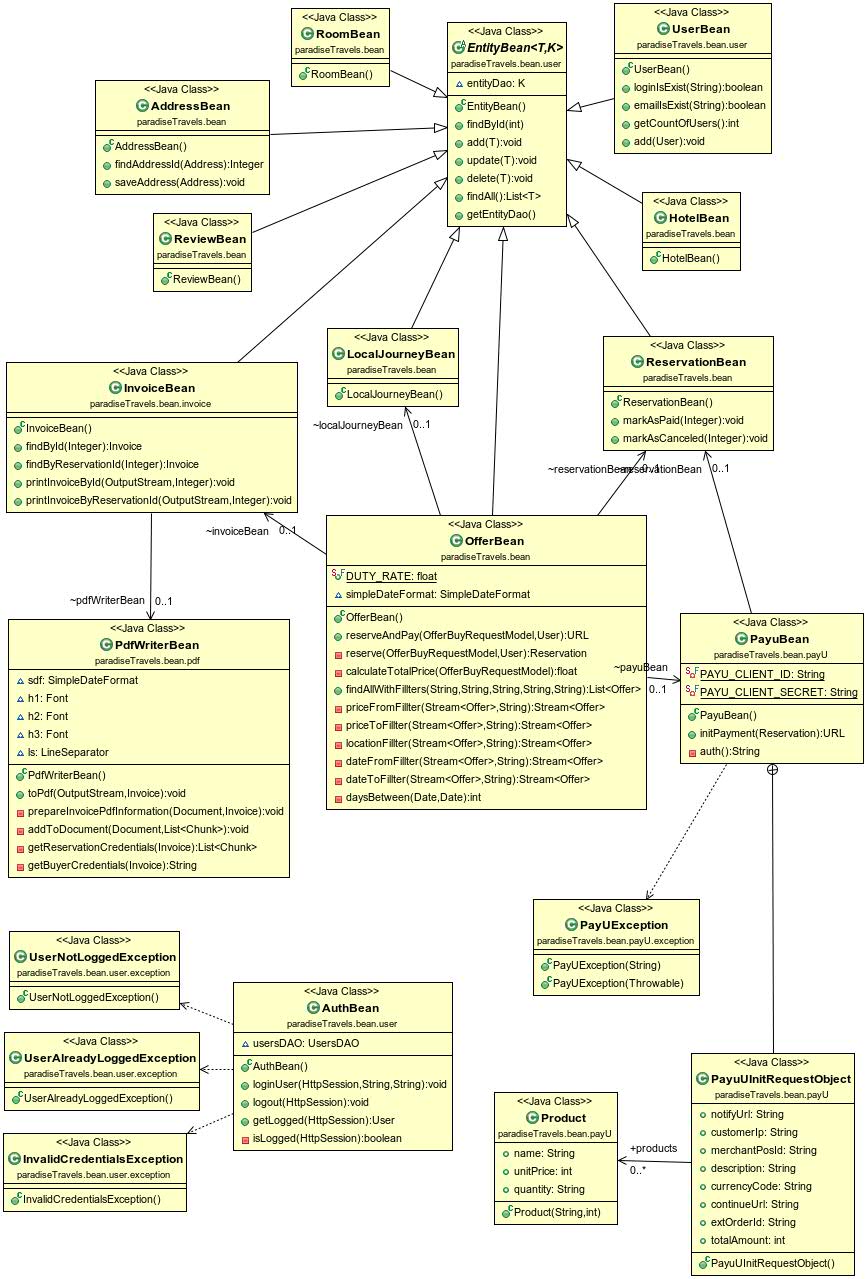 <<Java Class>>
RoomBean
paradiseTravels.bean
RoomBean()
<<Java Class>>
EntityBean<T,K>
paradiseTravels.bean.user
entityDao: K
EntityBean()
findById(int)
add(T):void
update(T):void
delete(T):void
findAll():List<T>
getEntityDao()
<<Java Class>>
UserBean
paradiseTravels.bean.user
UserBean()
loginIsExist(String):boolean
emailIsExist(String):boolean
getCountOfUsers():int
add(User):void
<<Java Class>>
AddressBean
paradiseTravels.bean
AddressBean()
findAddressId(Address):Integer
saveAddress(Address):void
<<Java Class>>
ReviewBean
paradiseTravels.bean
ReviewBean()
<<Java Class>>
HotelBean
paradiseTravels.bean
HotelBean()
<<Java Class>>
LocalJourneyBean
paradiseTravels.bean
LocalJourneyBean()
<<Java Class>>
ReservationBean
paradiseTravels.bean
ReservationBean()
markAsPaid(Integer):void
markAsCanceled(Integer):void
<<Java Class>>
InvoiceBean
paradiseTravels.bean.invoice
InvoiceBean()
findById(Integer):Invoice
findByReservationId(Integer):Invoice
printInvoiceById(OutputStream,Integer):void
printInvoiceByReservationId(OutputStream,Integer):void
~localJourneyBean 0..1
~reservationBean 0..1
~reservationBean 0..1
~invoiceBean 0..1
<<Java Class>>
OfferBean
paradiseTravels.bean
DUTY_RATE: float
simpleDateFormat: SimpleDateFormat
OfferBean()
reserveAndPay(OfferBuyRequestModel,User):URL
reserve(OfferBuyRequestModel,User):Reservation
calculateTotalPrice(OfferBuyRequestModel):float
findAllWithFillters(String,String,String,String,String):List<Offer>
priceFromFillter(Stream<Offer>,String):Stream<Offer>
priceToFillter(Stream<Offer>,String):Stream<Offer>
locationFillter(Stream<Offer>,String):Stream<Offer>
dateFromFillter(Stream<Offer>,String):Stream<Offer>
dateToFillter(Stream<Offer>,String):Stream<Offer>
daysBetween(Date,Date):int
~pdfWriterBean 0..1
<<Java Class>>
PdfWriterBean
paradiseTravels.bean.pdf
sdf: SimpleDateFormat
h1: Font
h2: Font
h3: Font
ls: LineSeparator
PdfWriterBean()
toPdf(OutputStream,Invoice):void
prepareInvoicePdfInformation(Document,Invoice):void
addToDocument(Document,List<Chunk>):void
getReservationCredentials(Invoice):List<Chunk>
getBuyerCredentials(Invoice):String
~payuBean
0..1
<<Java Class>>
PayuBean
paradiseTravels.bean.payU
PAYU_CLIENT_ID: String
PAYU_CLIENT_SECRET: String
PayuBean()
initPayment(Reservation):URL
auth():String
<<Java Class>>
PayUException
paradiseTravels.bean.payU.exception
PayUException(String)
PayUException(Throwable)
<<Java Class>>
UserNotLoggedException
paradiseTravels.bean.user.exception
UserNotLoggedException()
<<Java Class>>
UserAlreadyLoggedException
paradiseTravels.bean.user.exception
UserAlreadyLoggedException()
<<Java Class>>
InvalidCredentialsException
paradiseTravels.bean.user.exception
InvalidCredentialsException()
<<Java Class>>
AuthBean
paradiseTravels.bean.user
usersDAO: UsersDAO
AuthBean()
loginUser(HttpSession,String,String):void
logout(HttpSession):void
getLogged(HttpSession):User
isLogged(HttpSession):boolean
<<Java Class>>
Product
paradiseTravels.bean.payU
name: String
unitPrice: int
quantity: String
Product(String,int)
+products
0..*
<<Java Class>>
PayuUInitRequestObject
paradiseTravels.bean.payU
notifyUrl: String
customerIp: String
merchantPosId: String
description: String
currencyCode: String
continueUrl: String
extOrderId: String
totalAmount: int
PayuUInitRequestObject()